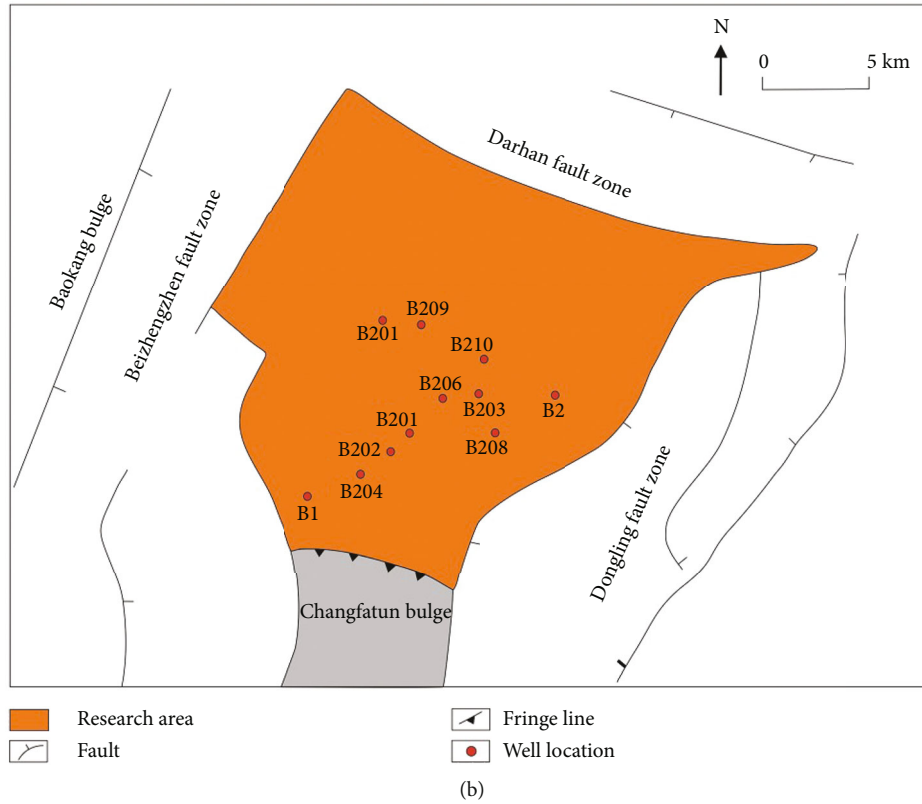 N
0 5 km
Darhan fault zone
Baokang bulge
Beizhengzhen fault zone
B209
B201
B210
B206
B203
B2
B201
B208
B202
B204
B1
Dongling fault zone
Changfatun bulge
Research area
Fringe line
Fault
Well location
(b)